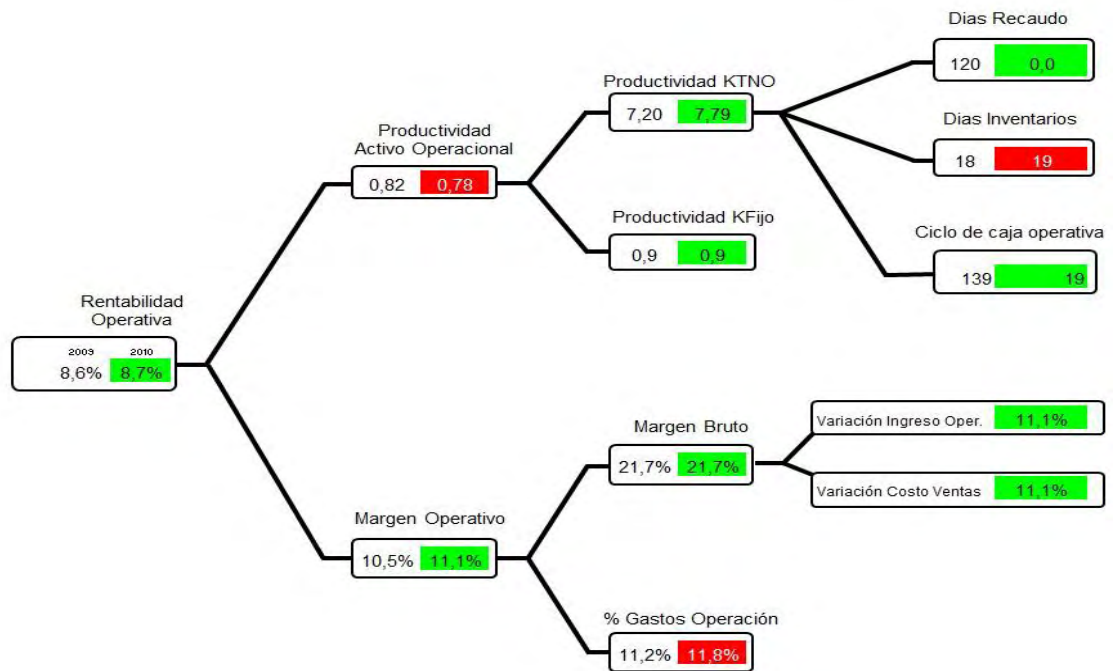 Dias Recaudo
120 0,0
Productividad KTNO
7,20 7,79
Dias Inventarios
18 19
Productividad
Activo Operacional
0,82 0,78
Productividad KFijo
0,9 0,9
Ciclo de caja operativa
139 19
Rentabilidad
Operativa
2009 2010
8,6% 8,7%
Margen Bruto
21,7% 21,7%
Variación Ingreso Oper. 11,1%
Variación Costo Ventas 11,1%
Margen Operativo
10,5% 11,1%
% Gastos Operación
11,2% 11,8%